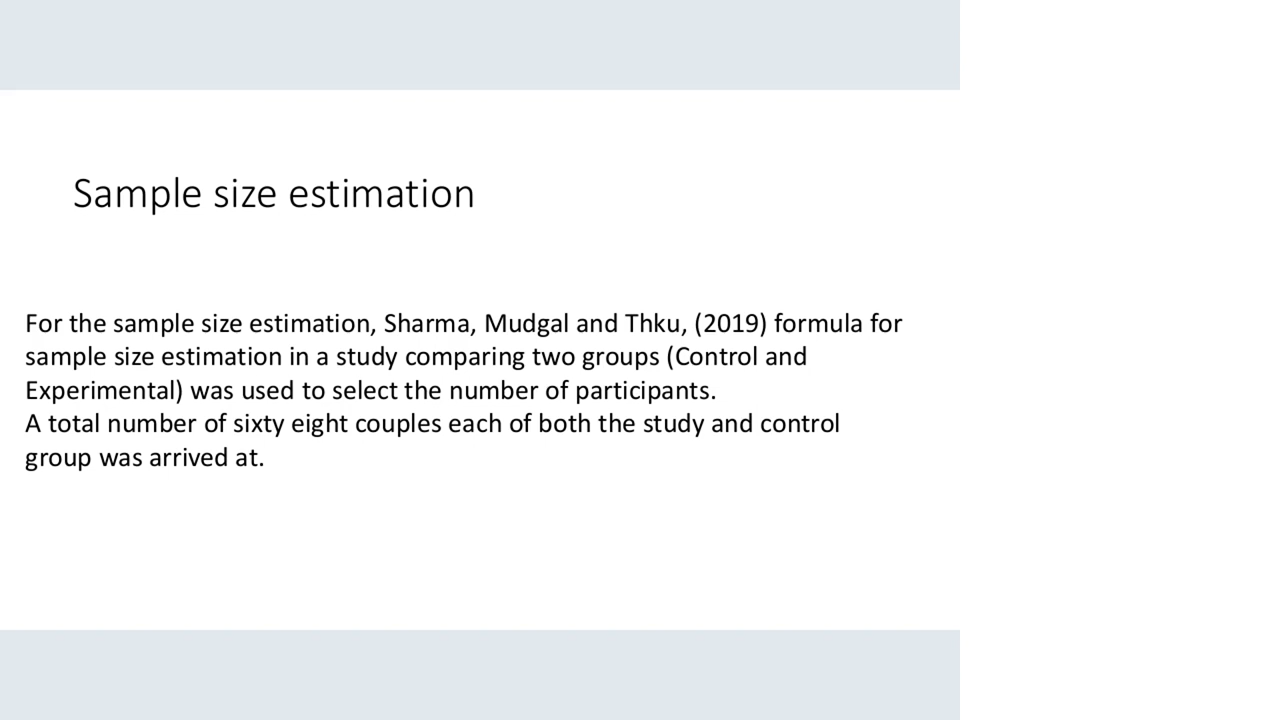 Sample size estimation
For the sample size estimation, Sharma, Mudgal and Thku, (2019) formula for
sample size estimation in a study comparing two groups (Control and
Experimental) was used to select the number of participants.
A total number of sixty eight couples each of both the study and control
group was arrived at.